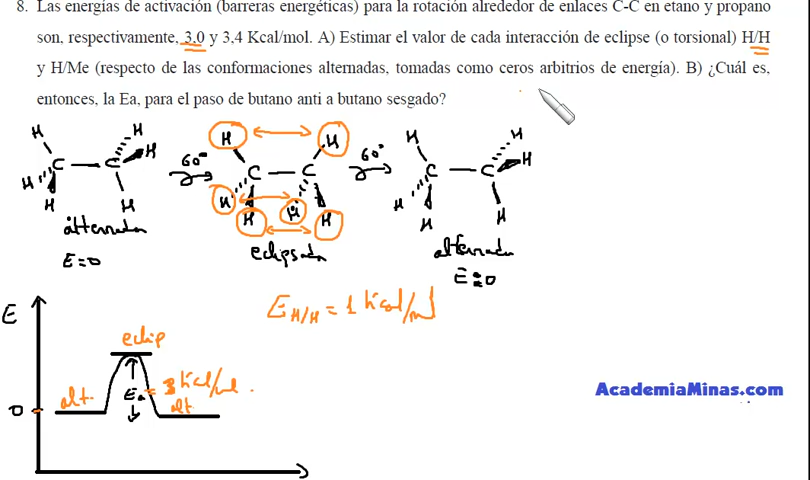 8. Las energías de activación (barreras energéticas) para la rotación alrededor de enlaces C-C en etano y propano
son, respectivamente, 3,0 y 3,4 Kcal/mol. A) Estimar el valor de cada interacción de eclipse (o torsional) H/H
y H/Me (respecto de las conformaciones alternadas, tomadas como ceros arbitrios de energía). B) ¿Cuál es,
entonces, la Ea, para el paso de butano anti a butano sesgado?
H H H H H H H
60° 60°
C C C C C C
H H H H H H H H H H H
alternada eclipsada alternada
E=0 E=0
E H/H = 1 Kcal/ml
E
eclip
alt. Ea = 3 Kcal/ml.
0 alt
AcademiaMinas.com